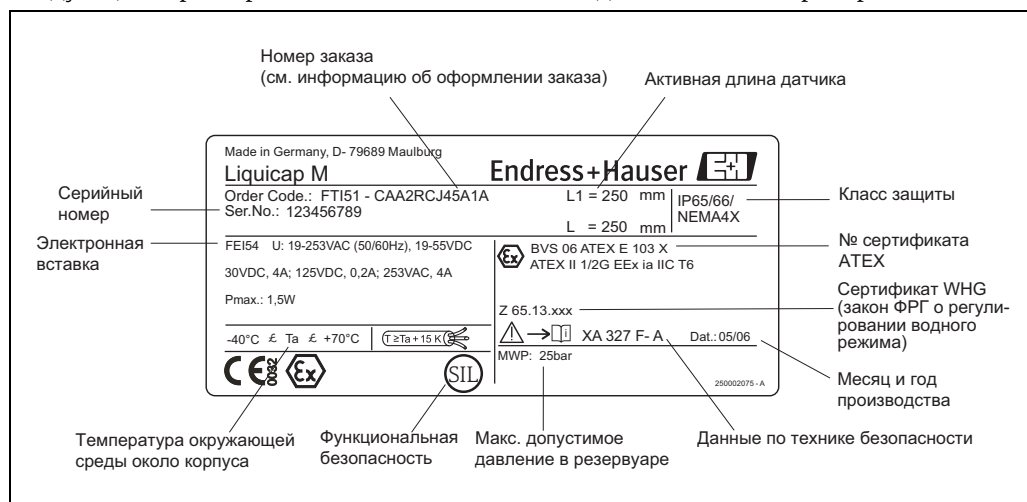 Номер заказа
(см. информацию об оформлении заказа)
Активная длина датчика
Made in Germany, D- 79689 Maulburg
Liquicap M
Endress+Hauser
Order Code.: FTI51 - CAA2RCJ45A1A
Ser.No.: 123456789
L1 = 250 mm
L = 250 mm
IP65/66/
NEMA4X
Серийный
номер
Класс защиты
Электронная
вставка
FEI54 U: 19-253VAC (50/60Hz), 19-55VDC
30VDC, 4A; 125VDC, 0,2A; 253VAC, 4A
Pmax.: 1,5W
Ex
BVS 06 ATEX E 103 X
ATEX II 1/2G EEx ia IIC T6
№ сертификата
ATEX
Z 65.13.xxx
Сертификат WHG
(закон ФРГ о регули-
ровании водного
режима)
-40°C £ Ta £ +70°C
T ≥Ta+15 K
i XA 327 F- A
Dat.: 05/06
MWP: 25bar
CE 0032
Ex
SIL
250002075 - A
Месяц и год
производства
Температура окружающей
среды около корпуса
Функциональная
безопасность
Макс. допустимое
давление в резервуаре
Данные по технике безопасности